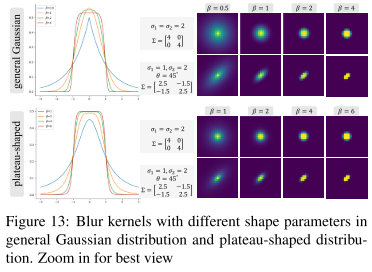 general Gaussian
σ₁ = σ₂ = 2
Σ = [4 0
0 4]
σ₁ = 1, σ₂ = 2
θ = 45°
Σ = [2.5 −1.5
−1.5 2.5]
β = 0.5 β = 1 β = 2 β = 4
plateau-shaped
σ₁ = σ₂ = 2
Σ = [4 0
0 4]
σ₁ = 1, σ₂ = 2
θ = 45°
Σ = [2.5 −1.5
−1.5 2.5]
β = 1 β = 2 β = 4 β = 6
Figure 13: Blur kernels with different shape parameters in
general Gaussian distribution and plateau-shaped distribu-
tion. Zoom in for best view